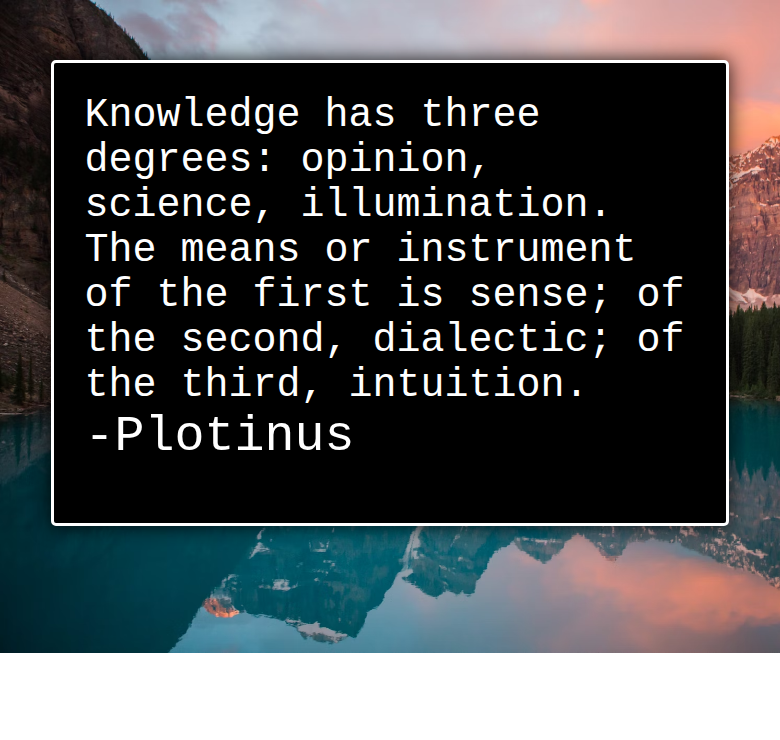 Knowledge has three
degrees: opinion,
science, illumination.
The means or instrument
of the first is sense; of
the second, dialectic; of
the third, intuition.
-Plotinus